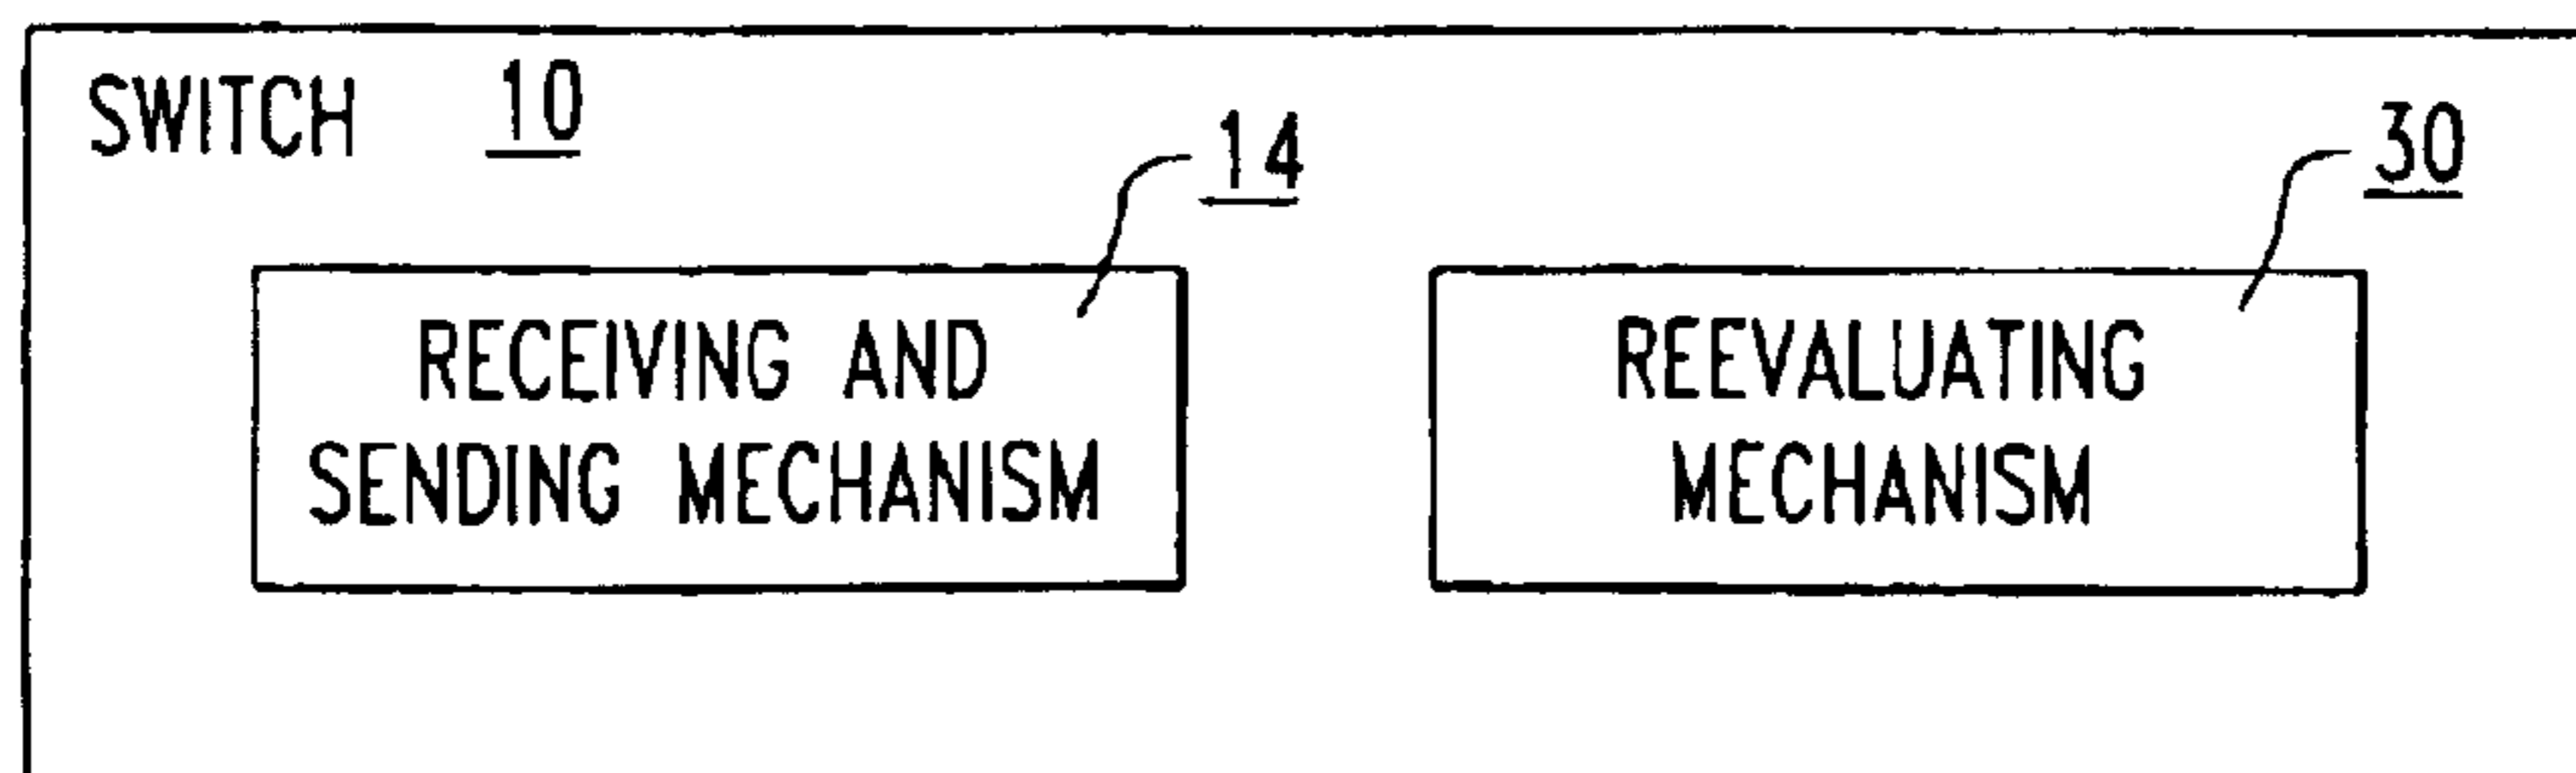 SWITCH 10
14
30
RECEIVING AND
SENDING MECHANISM
REEVALUATING
MECHANISM